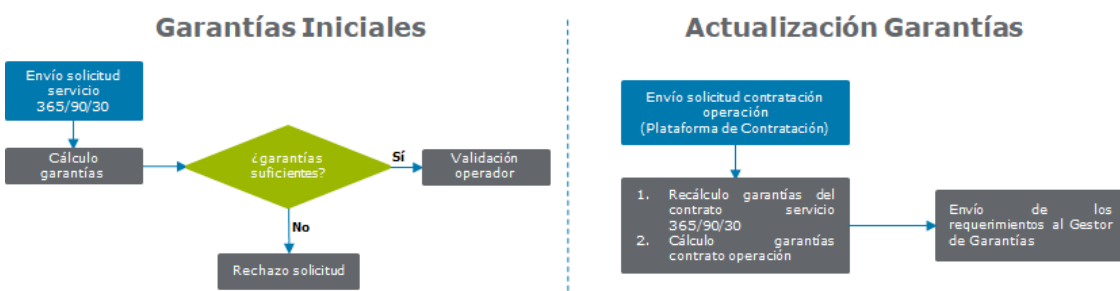 Garantías Iniciales
Envío solicitud
servicio
365/90/30
Cálculo
garantías
¿garantías
suficientes?
Sí
Validación
operador
No
Rechazo solicitud
Actualización Garantías
Envío solicitud contratación
operación
(Plataforma de Contratación)
1. Recálculo garantías del
contrato servicio
365/90/30
2. Cálculo garantías
contrato operación
Envío de los
requerimientos al Gestor
de Garantías